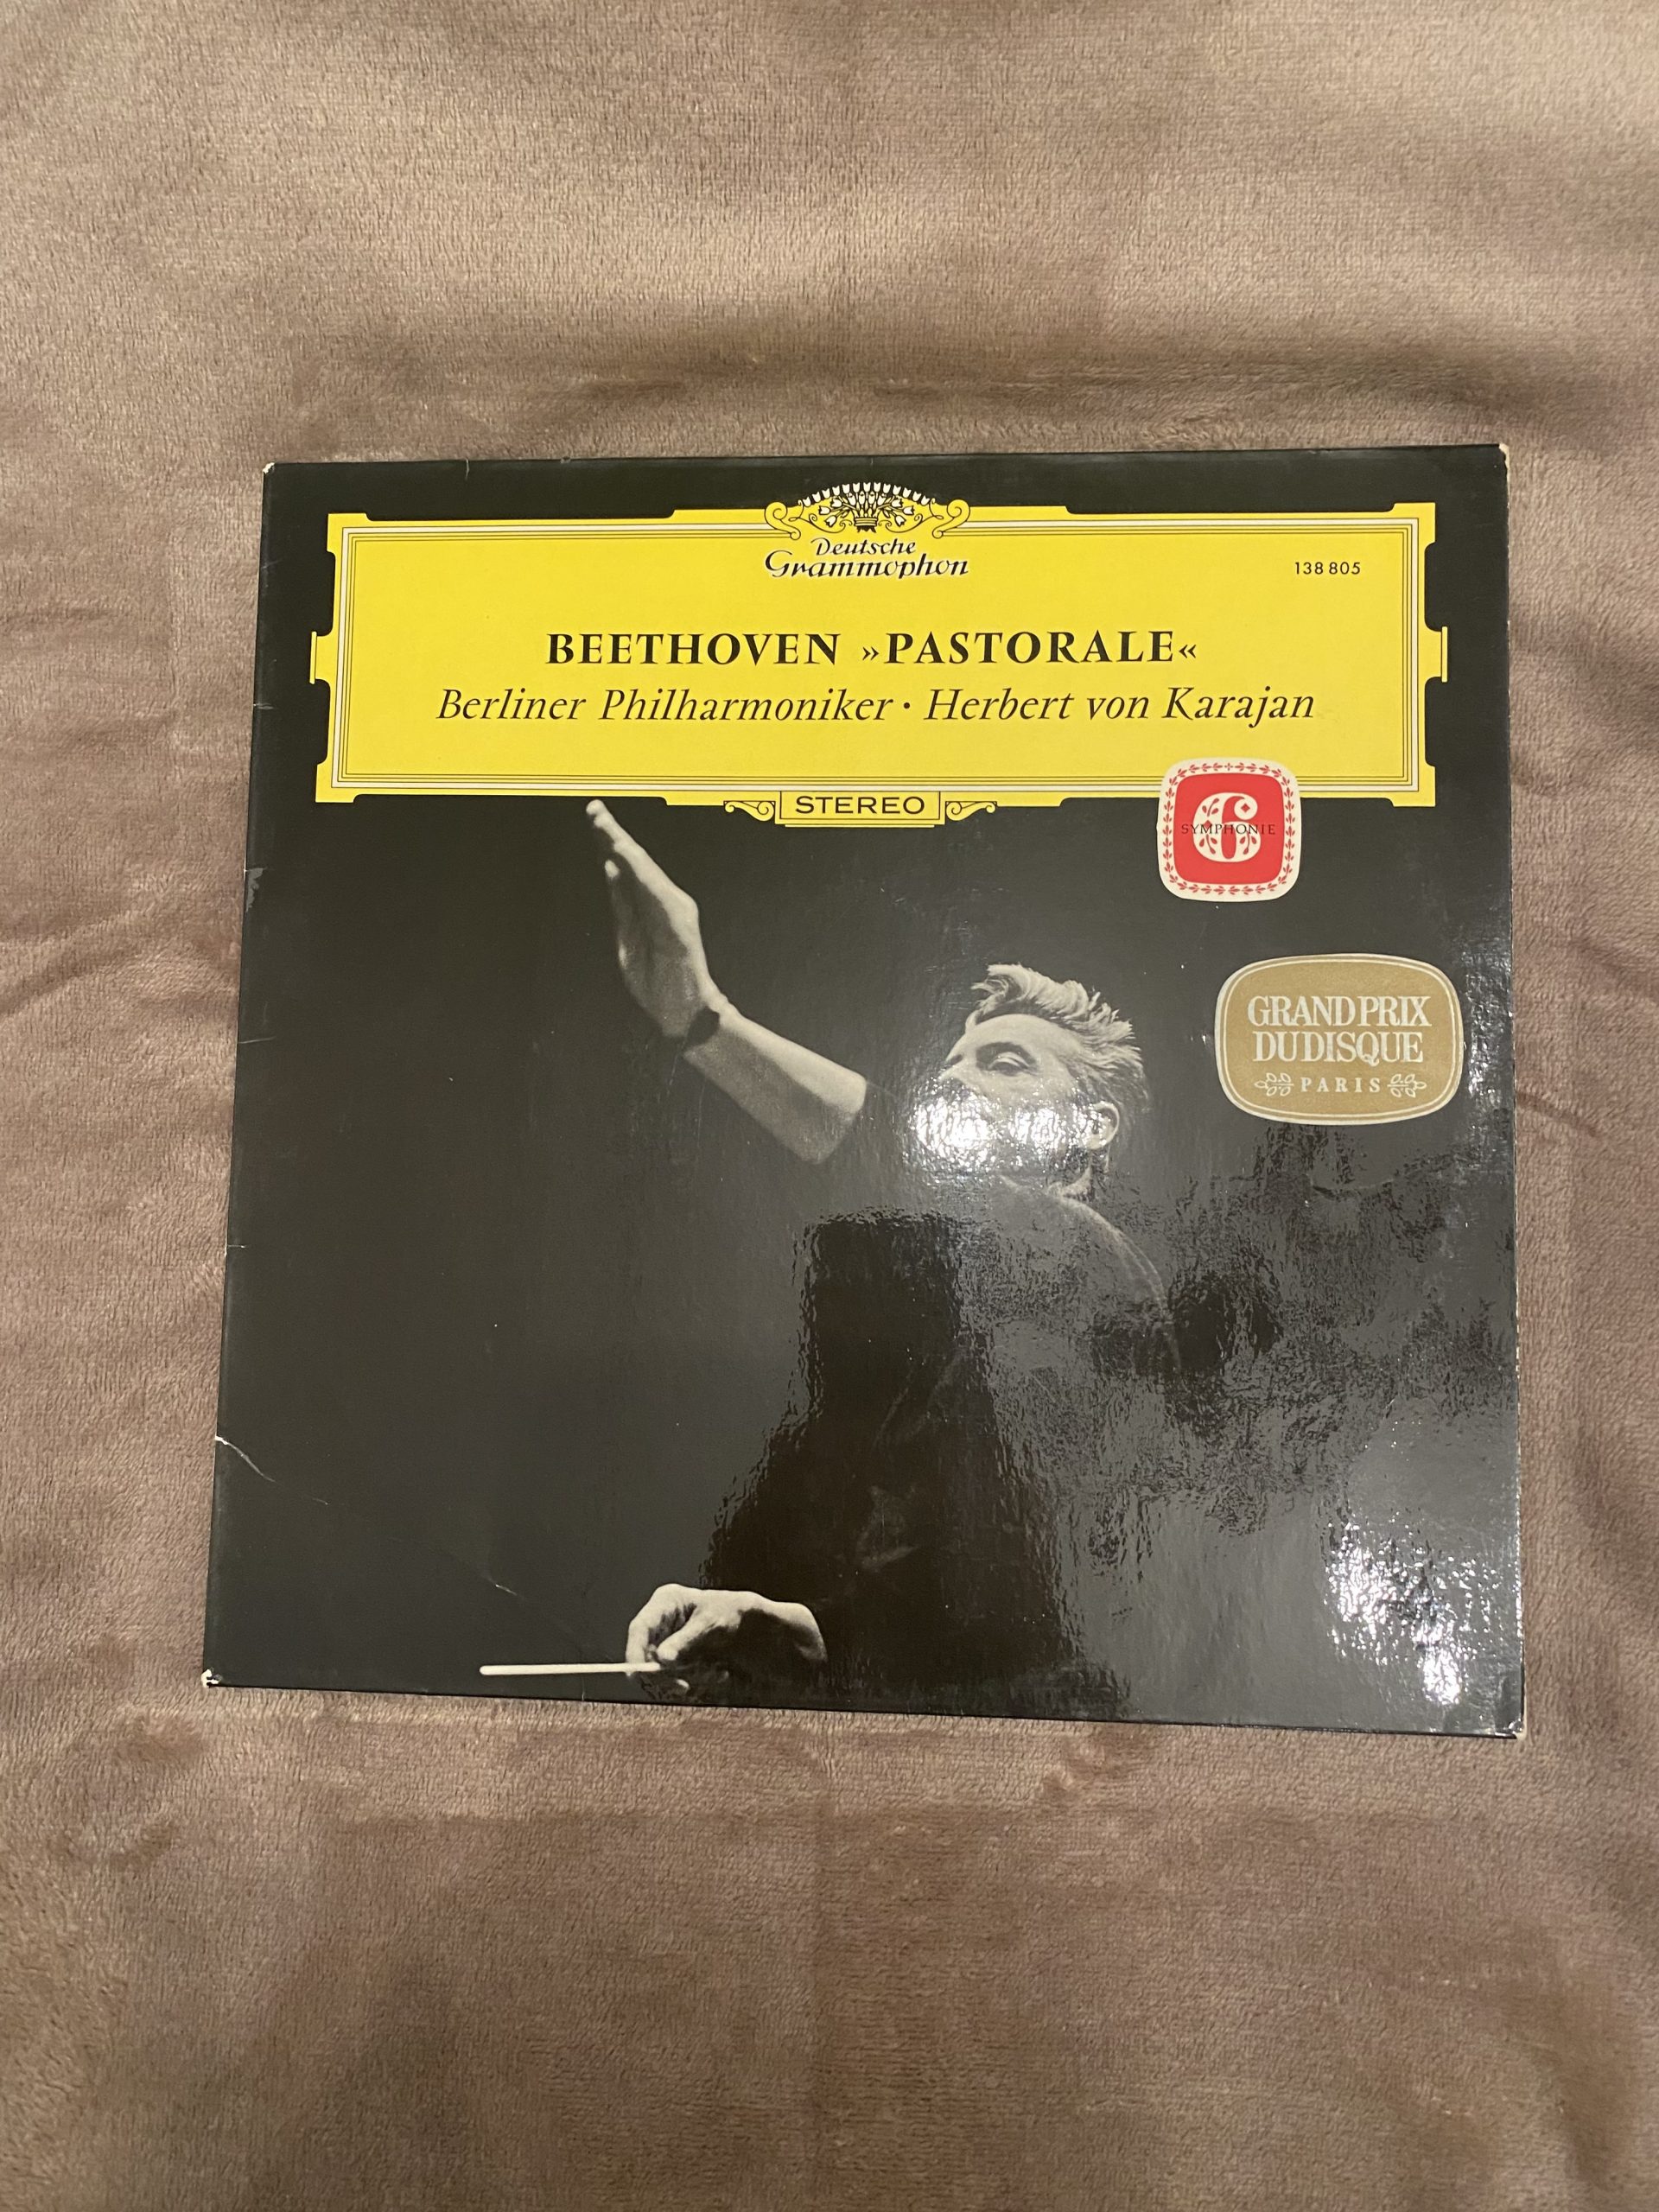 Deutsche
Grammophon
138 805
BEETHOVEN »PASTORALE«
Berliner Philharmoniker · Herbert von Karajan
STEREO
6
SYMPHONIE
GRAND PRIX
DU DISQUE
PARIS